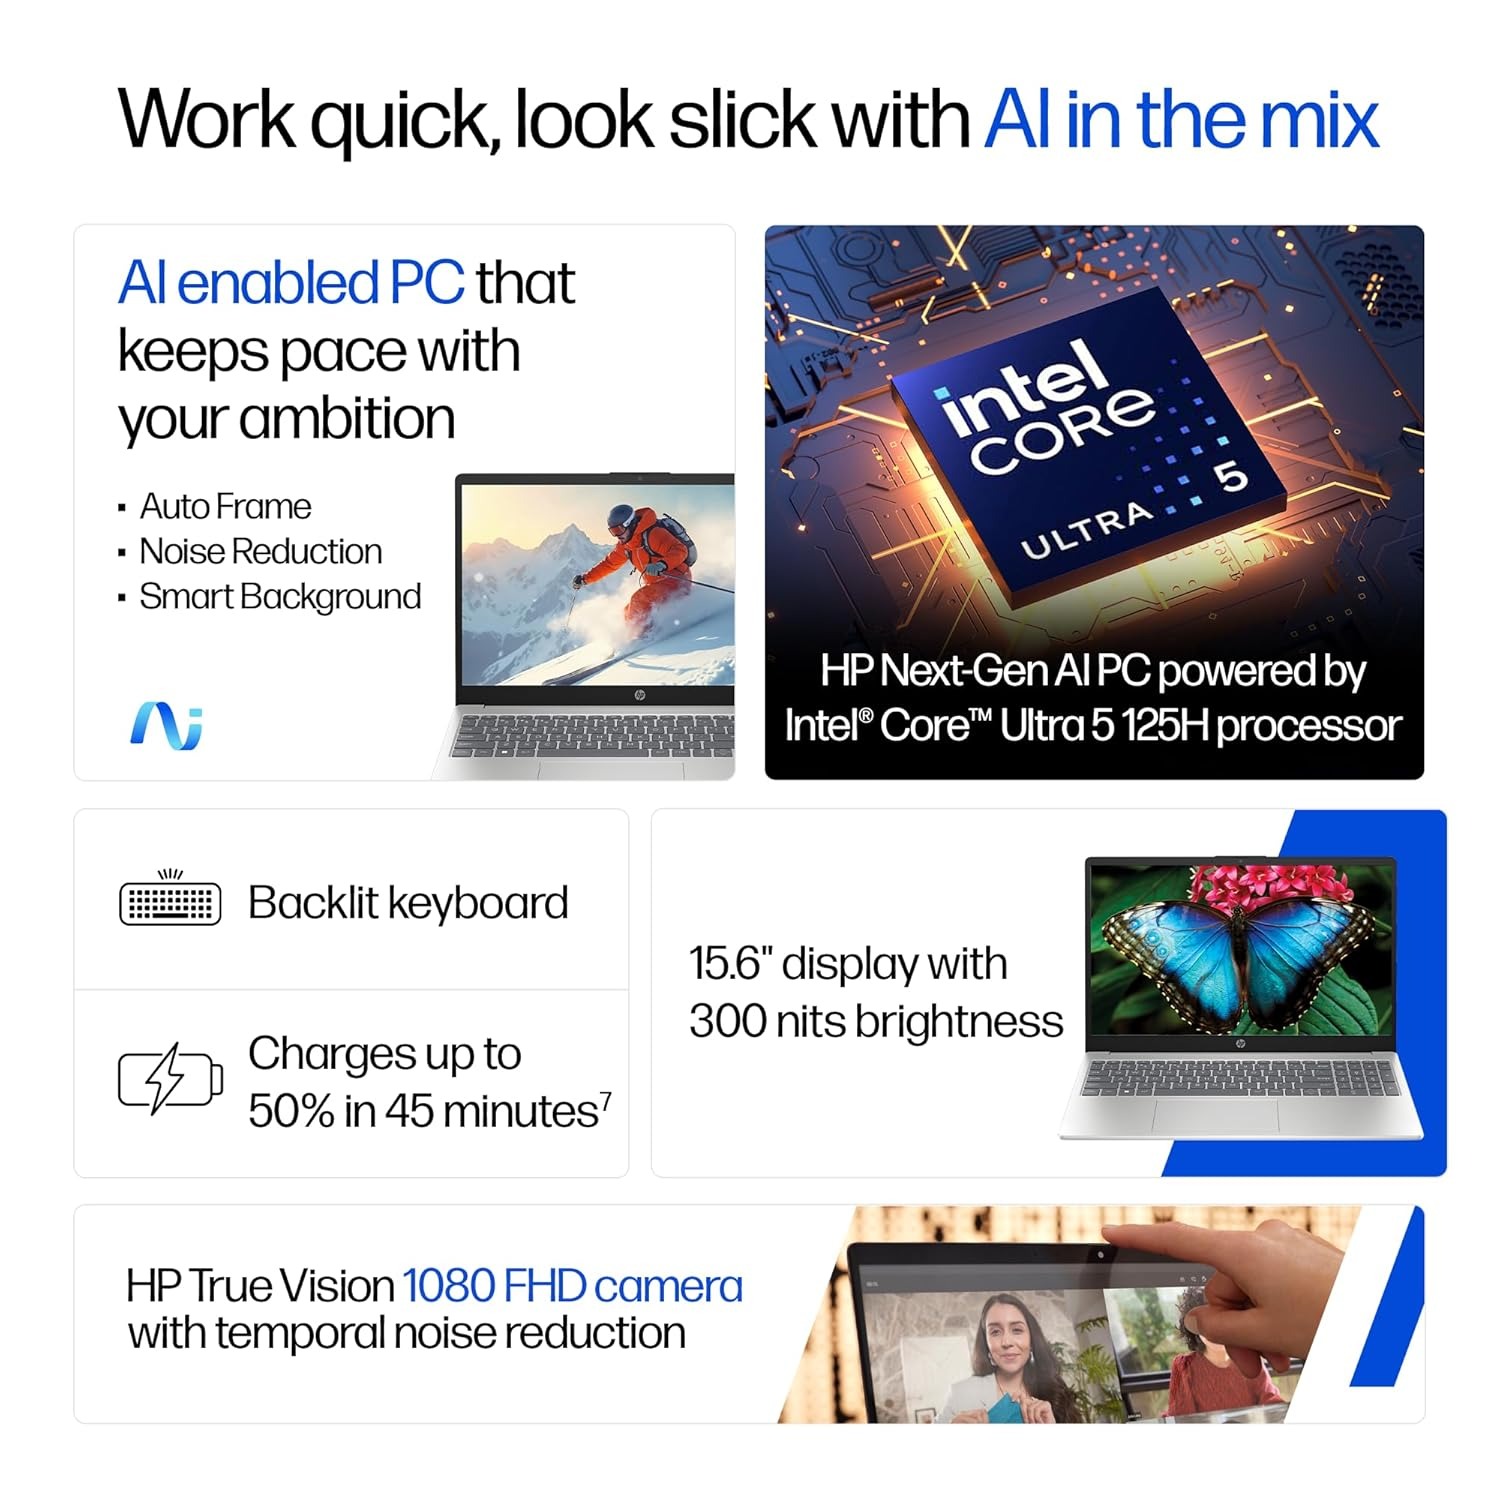 Work quick, look slick with AI in the mix
AI enabled PC that
keeps pace with
your ambition
▪ Auto Frame
▪ Noise Reduction
▪ Smart Background
hp
intel
CORE
ULTRA 5
HP Next-Gen AI PC powered by
Intel® Core™ Ultra 5 125H processor
Backlit keyboard
Charges up to
50% in 45 minutes⁷
15.6" display with
300 nits brightness
hp
HP True Vision 1080 FHD camera
with temporal noise reduction